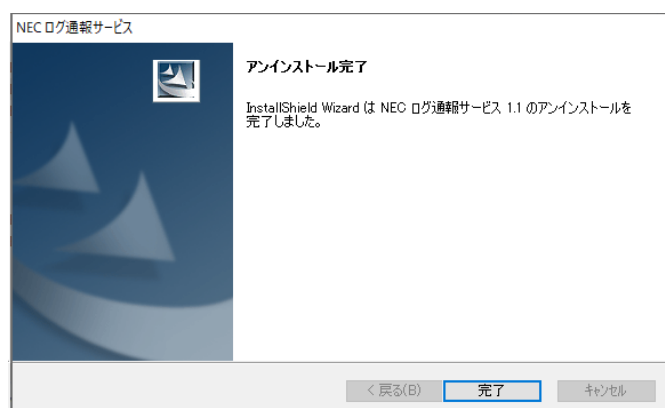 NEC ログ通報サービス
アンインストール完了
InstallShield Wizard は NEC ログ通報サービス 1.1 のアンインストールを
完了しました。
< 戻る(B)
完了
キャンセル